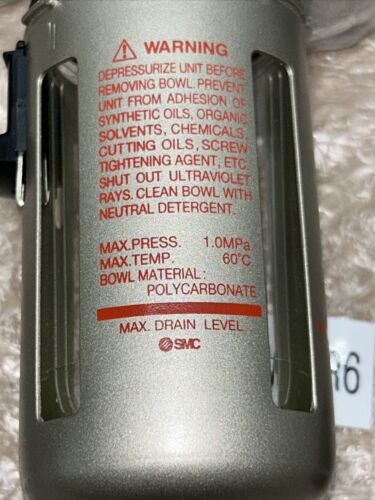 ⚠ WARNING
DEPRESSURIZE UNIT BEFORE
REMOVING BOWL. PREVENT
UNIT FROM ADHESION OF
SYNTHETIC OILS, ORGANIC
SOLVENTS, CHEMICALS,
CUTTING OILS, SCREW
TIGHTENING AGENT, ETC.
SHUT OUT ULTRAVIOLET
RAYS. CLEAN BOWL WITH
NEUTRAL DETERGENT.
MAX. PRESS. 1.0MPa
MAX. TEMP. 60°C
BOWL MATERIAL:
POLYCARBONATE
MAX. DRAIN LEVEL
SMC
R6